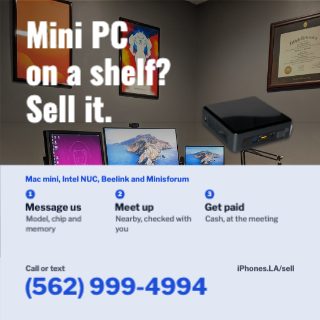 Mini PC
on a shelf?
Sell it.
Mac mini, Intel NUC, Beelink and Minisforum
1
Message us
Model, chip and
memory
2
Meet up
Nearby, checked with
you
3
Get paid
Cash, at the meeting
Call or text
(562) 999-4994
iPhones.LA/sell